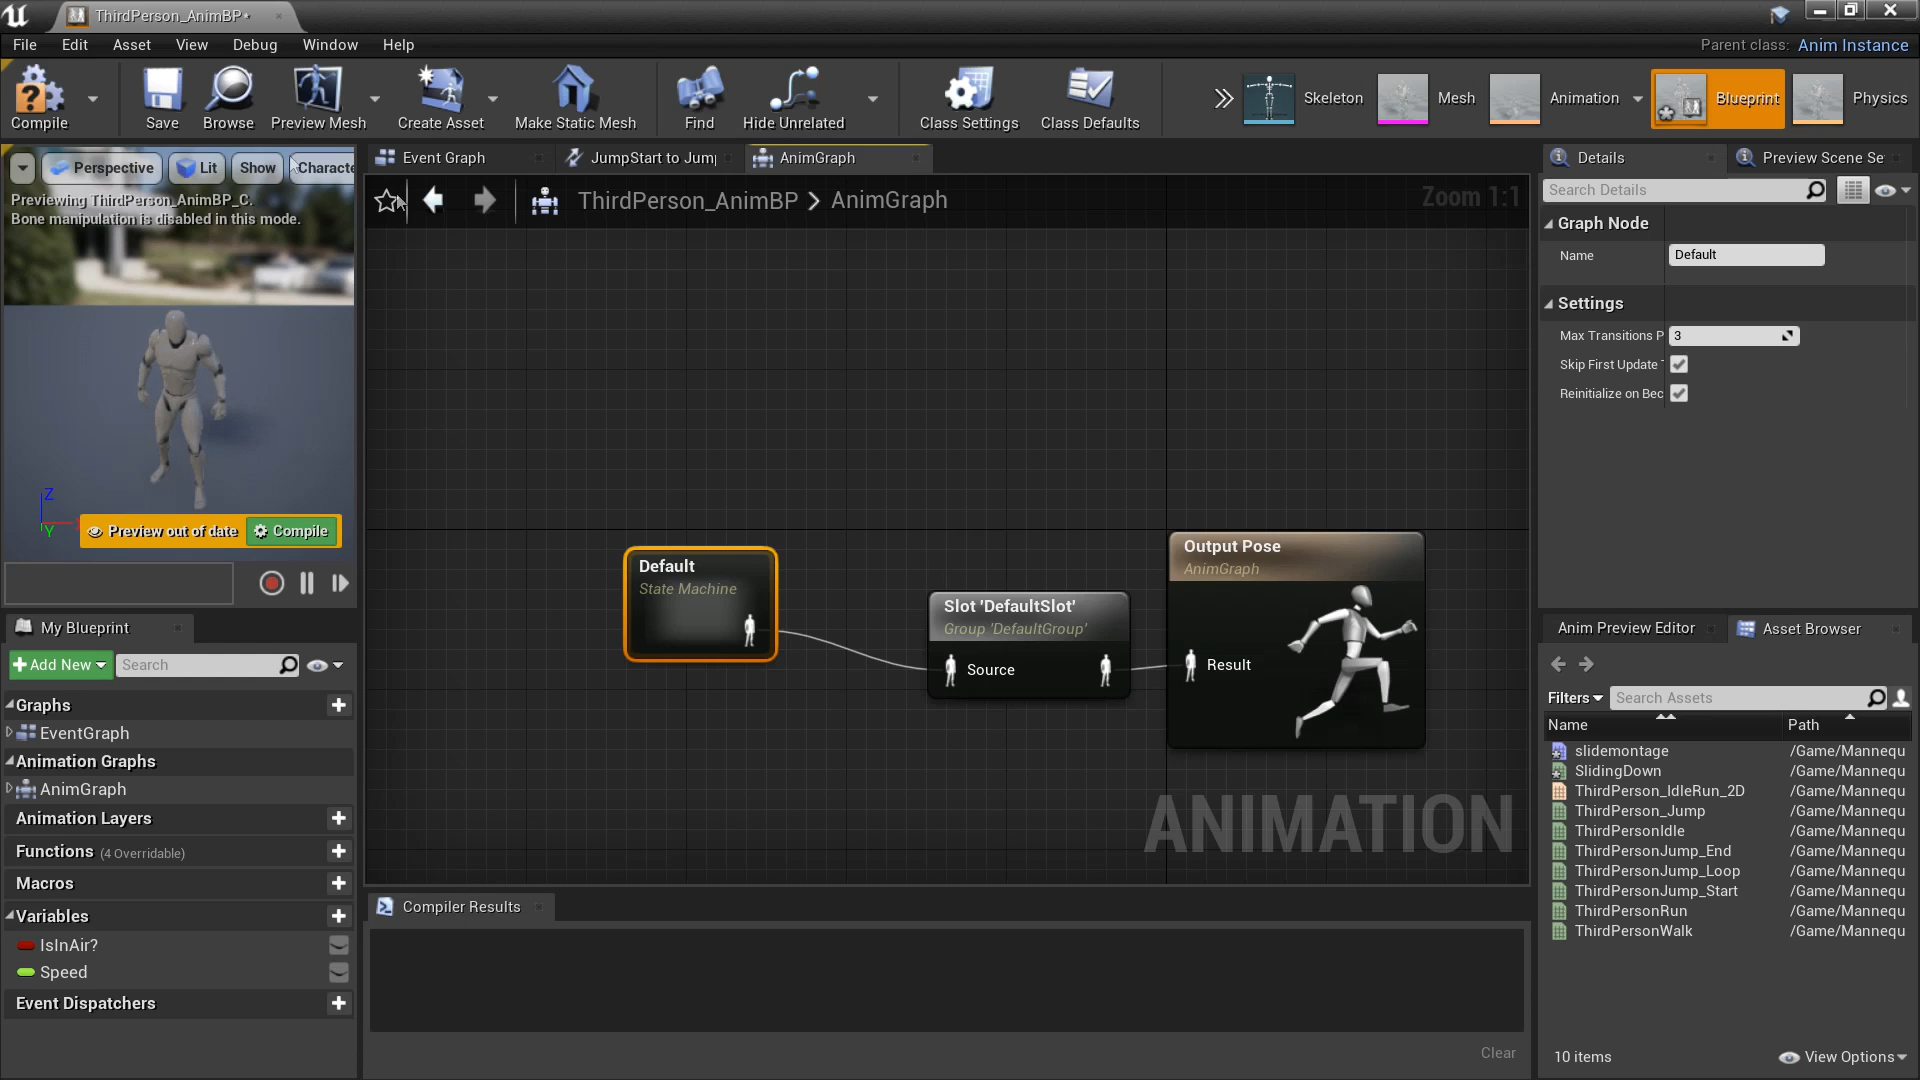 ThirdPerson_AnimBP*
File Edit Asset View Debug Window Help
Parent class: Anim Instance
Compile Save Browse Preview Mesh Create Asset Make Static Mesh Find Hide Unrelated Class Settings Class Defaults
Skeleton Mesh Animation Blueprint Physics
Perspective Lit Show Characte
Previewing ThirdPerson_AnimBP_C.
Bone manipulation is disabled in this mode.
Z
Y
Preview out of date Compile
Event Graph JumpStart to Jum AnimGraph
ThirdPerson_AnimBP > AnimGraph
Zoom 1:1
Default
State Machine
Slot 'DefaultSlot'
Group 'DefaultGroup'
Source
Output Pose
AnimGraph
Result
ANIMATION
My Blueprint
Add New Search
Graphs
EventGraph
Animation Graphs
AnimGraph
Animation Layers
Functions (4 Overridable)
Macros
Variables
IsInAir?
Speed
Event Dispatchers
Compiler Results
Clear
Details Preview Scene Se
Search Details
Graph Node
Name Default
Settings
Max Transitions P 3
Skip First Update T
Reinitialize on Bec
Anim Preview Editor Asset Browser
Filters Search Assets
Name Path
slidemontage /Game/Mannequ
SlidingDown /Game/Mannequ
ThirdPerson_IdleRun_2D /Game/Mannequ
ThirdPerson_Jump /Game/Mannequ
ThirdPersonIdle /Game/Mannequ
ThirdPersonJump_End /Game/Mannequ
ThirdPersonJump_Loop /Game/Mannequ
ThirdPersonJump_Start /Game/Mannequ
ThirdPersonRun /Game/Mannequ
ThirdPersonWalk /Game/Mannequ
10 items View Options